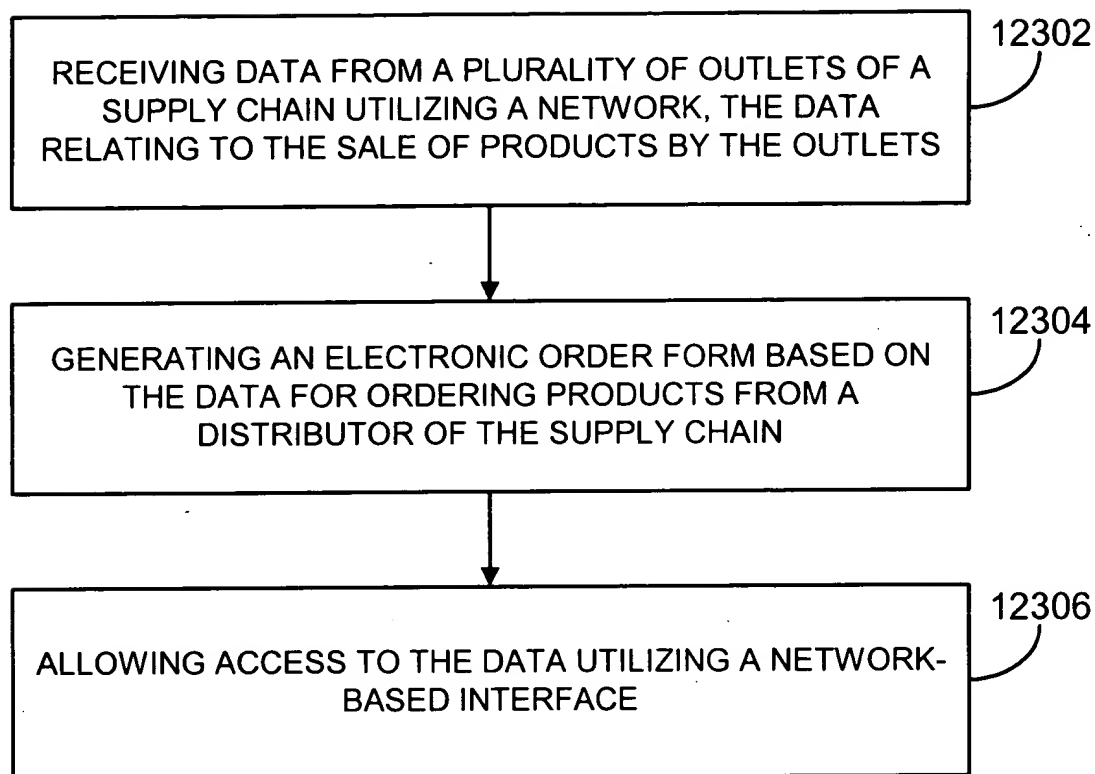 12302
RECEIVING DATA FROM A PLURALITY OF OUTLETS OF A
SUPPLY CHAIN UTILIZING A NETWORK, THE DATA
RELATING TO THE SALE OF PRODUCTS BY THE OUTLETS
12304
GENERATING AN ELECTRONIC ORDER FORM BASED ON
THE DATA FOR ORDERING PRODUCTS FROM A
DISTRIBUTOR OF THE SUPPLY CHAIN
12306
ALLOWING ACCESS TO THE DATA UTILIZING A NETWORK-
BASED INTERFACE